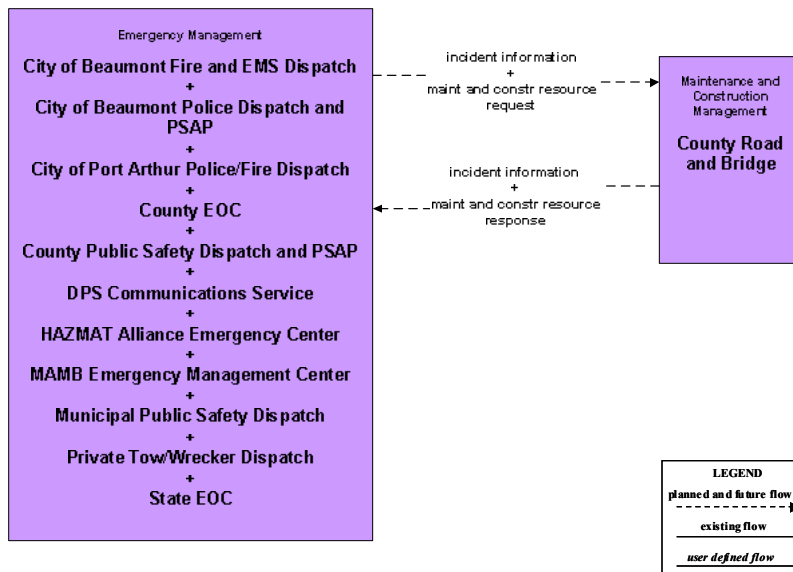 Emergency Management
City of Beaumont Fire and EMS Dispatch
+
City of Beaumont Police Dispatch and
PSAP
+
City of Port Arthur Police/Fire Dispatch
+
County EOC
+
County Public Safety Dispatch and PSAP
+
DPS Communications Service
+
HAZMAT Alliance Emergency Center
+
MAMB Emergency Management Center
+
Municipal Public Safety Dispatch
+
Private Tow/Wrecker Dispatch
+
State EOC
incident information
+
maint and constr resource
request
incident information
+
maint and constr resource
response
Maintenance and
Construction
Management
County Road
and Bridge
LEGEND
planned and future flow
existing flow
user defined flow